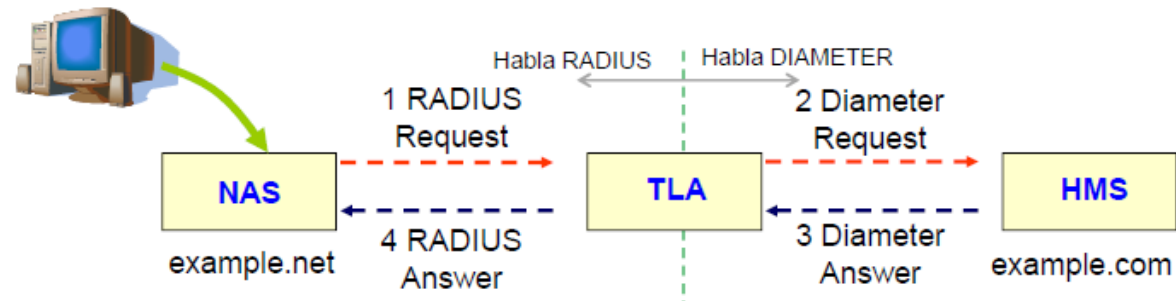 Habla RADIUS
Habla DIAMETER
1 RADIUS
Request
2 Diameter
Request
NAS
TLA
HMS
4 RADIUS
Answer
3 Diameter
Answer
example.net
example.com